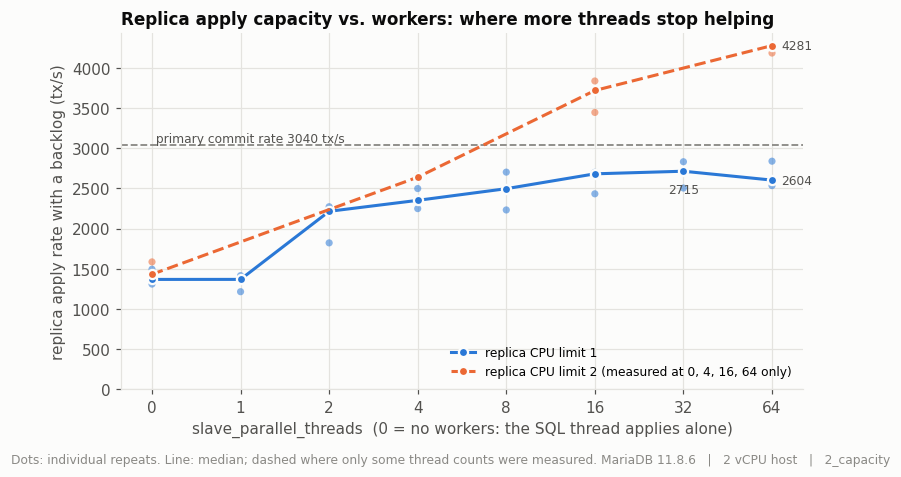 Replica apply capacity vs. workers: where more threads stop helping
replica apply rate with a backlog (tx/s)
4000
3500
3000
2500
2000
1500
1000
500
0
primary commit rate 3040 tx/s
4281
2604
2715
replica CPU limit 1
replica CPU limit 2 (measured at 0, 4, 16, 64 only)
0 1 2 4 8 16 32 64
slave_parallel_threads (0 = no workers: the SQL thread applies alone)
Dots: individual repeats. Line: median; dashed where only some thread counts were measured. MariaDB 11.8.6 | 2 vCPU host | 2_capacity